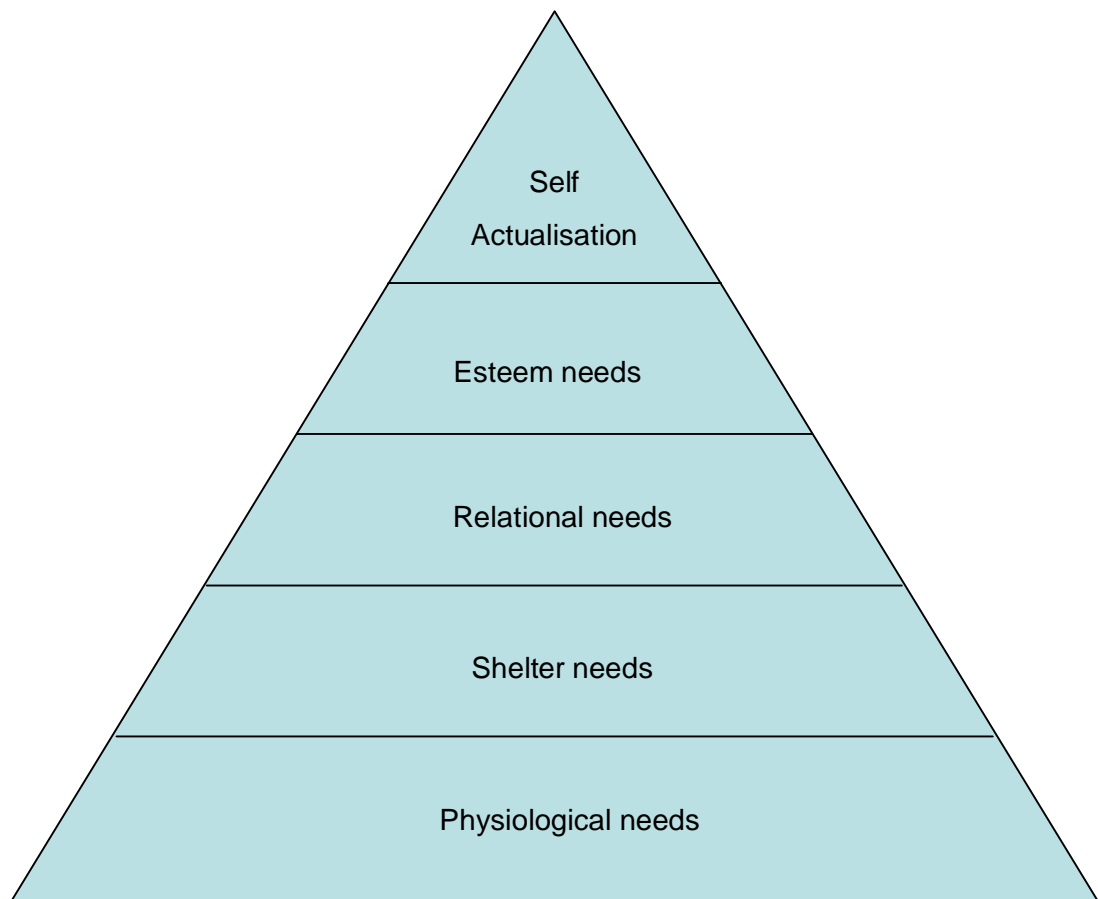 Self
Actualisation
Esteem needs
Relational needs
Shelter needs
Physiological needs